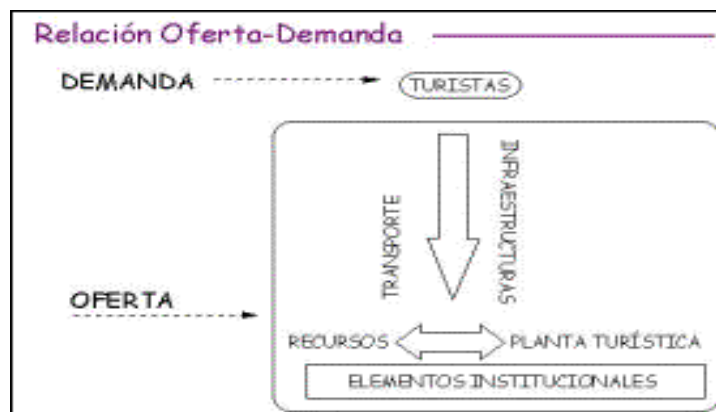 Relación Oferta-Demanda
DEMANDA
TURISTAS
TRANSPORTE
INFRAESTRUCTURAS
OFERTA
RECURSOS
PLANTA TURÍSTICA
ELEMENTOS INSTITUCIONALES